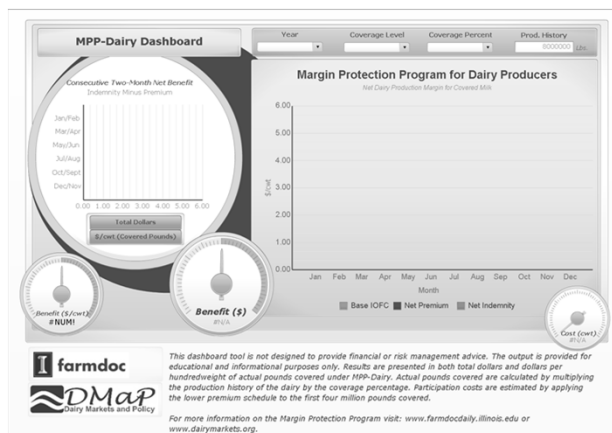 MPP-Dairy Dashboard
Year
Coverage Level
Coverage Percent
Prod. History
8000000 Lbs.
Consecutive Two-Month Net Benefit
Indemnity Minus Premium
Jan/Feb
Mar/Apr
May/Jun
Jul/Aug
Oct/Sept
Dec/Nov
0.00 1.00 2.00 3.00 4.00 5.00 6.00
Total Dollars
$/cwt (Covered Pounds)
Benefit ($/cwt)
#NUM!
Benefit ($)
#N/A
Margin Protection Program for Dairy Producers
Net Dairy Production Margin for Covered Milk
$/cwt
6.00
5.00
4.00
3.00
2.00
1.00
0.00
Jan Feb Mar Apr May Jun Jul Aug Sep Oct Nov Dec
Month
Base IOFC Net Premium Net Indemnity
Cost (cwt)
#N/A
I farmdoc
DMaP
Dairy Markets and Policy
This dashboard tool is not designed to provide financial or risk management advice. The output is provided for
educational and informational purposes only. Results are presented in both total dollars and dollars per
hundredweight of actual pounds covered under MPP-Dairy. Actual pounds covered are calculated by multiplying
the production history of the dairy by the coverage percentage. Participation costs are estimated by applying
the lower premium schedule to the first four million pounds covered.
For more information on the Margin Protection Program visit: www.farmdocdaily.illinois.edu or
www.dairymarkets.org.